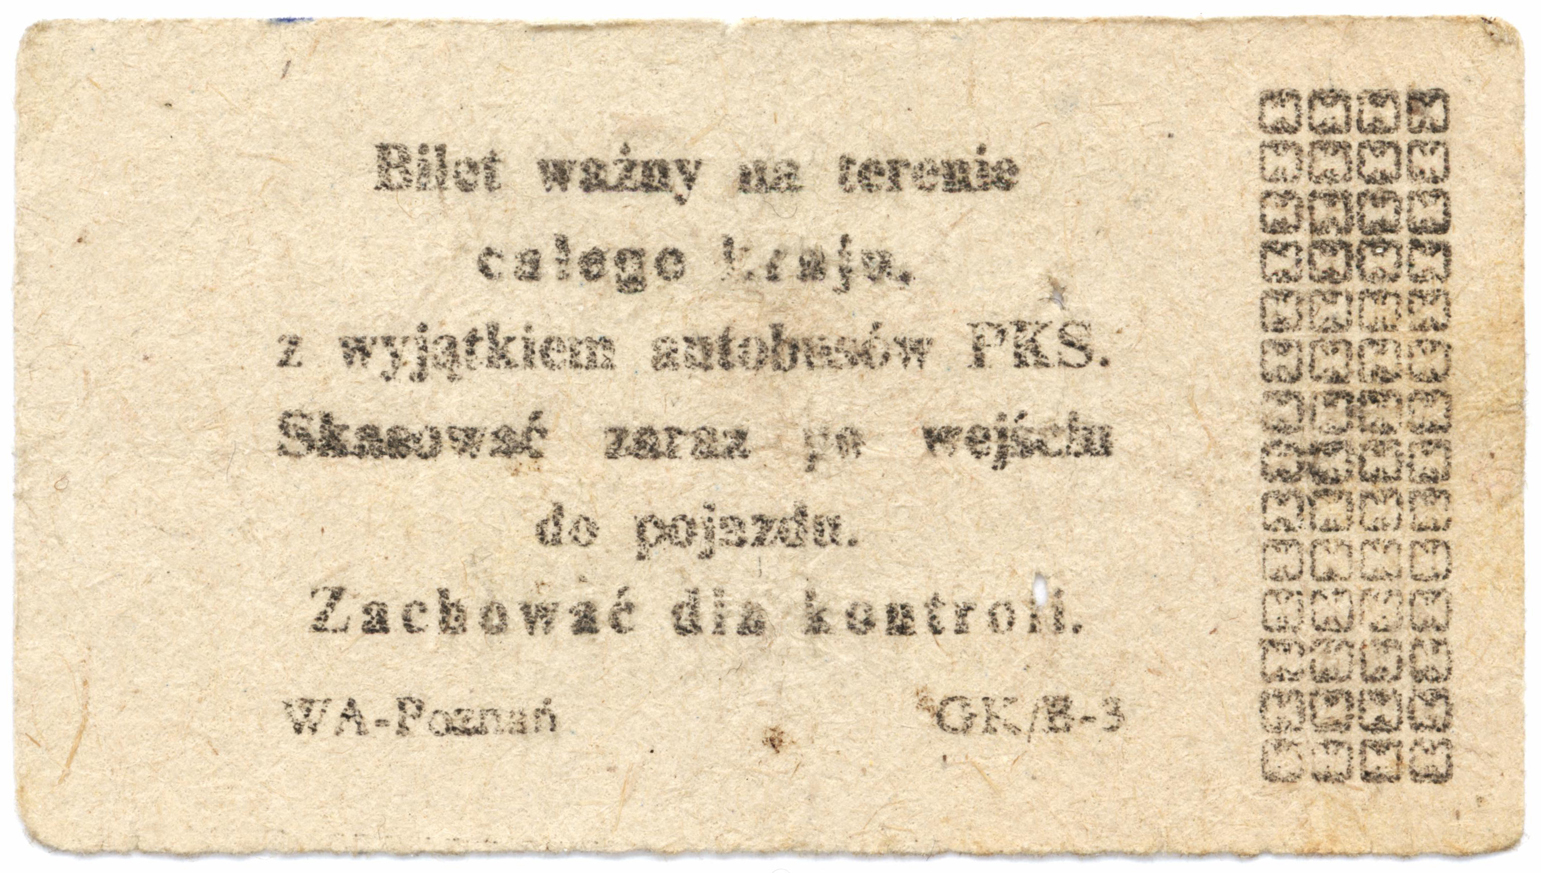 Bilet ważny na terenie
całego kraju,
z wyjątkiem autobusów PKS.
Skasować zaraz po wejściu
do pojazdu.
Zachować dla kontroli.
WA-Poznań GK/B-3